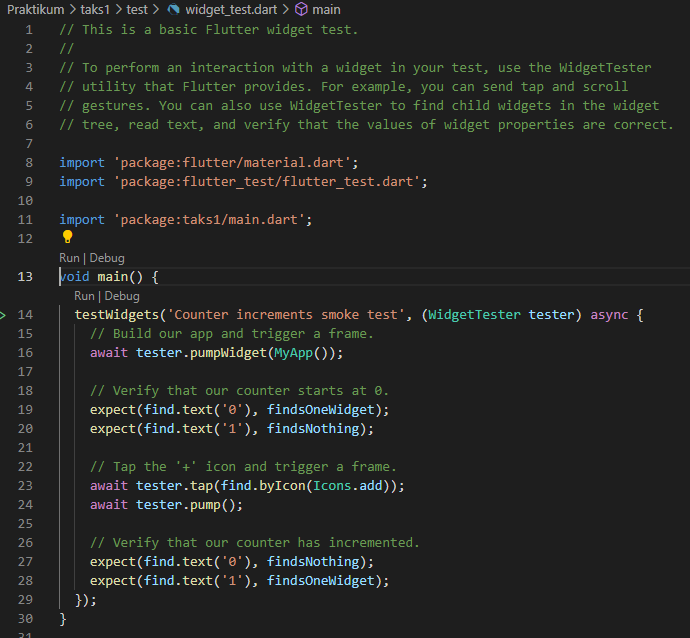 Praktikum > taks1 > test > widget_test.dart > main
1 // This is a basic Flutter widget test.
2 //
3 // To perform an interaction with a widget in your test, use the WidgetTester
4 // utility that Flutter provides. For example, you can send tap and scroll
5 // gestures. You can also use WidgetTester to find child widgets in the widget
6 // tree, read text, and verify that the values of widget properties are correct.
7
8 import 'package:flutter/material.dart';
9 import 'package:flutter_test/flutter_test.dart';
10
11 import 'package:taks1/main.dart';
12
Run | Debug
13 void main() {
Run | Debug
14   testWidgets('Counter increments smoke test', (WidgetTester tester) async {
15     // Build our app and trigger a frame.
16     await tester.pumpWidget(MyApp());
17
18     // Verify that our counter starts at 0.
19     expect(find.text('0'), findsOneWidget);
20     expect(find.text('1'), findsNothing);
21
22     // Tap the '+' icon and trigger a frame.
23     await tester.tap(find.byIcon(Icons.add));
24     await tester.pump();
25
26     // Verify that our counter has incremented.
27     expect(find.text('0'), findsNothing);
28     expect(find.text('1'), findsOneWidget);
29   });
30 }
31